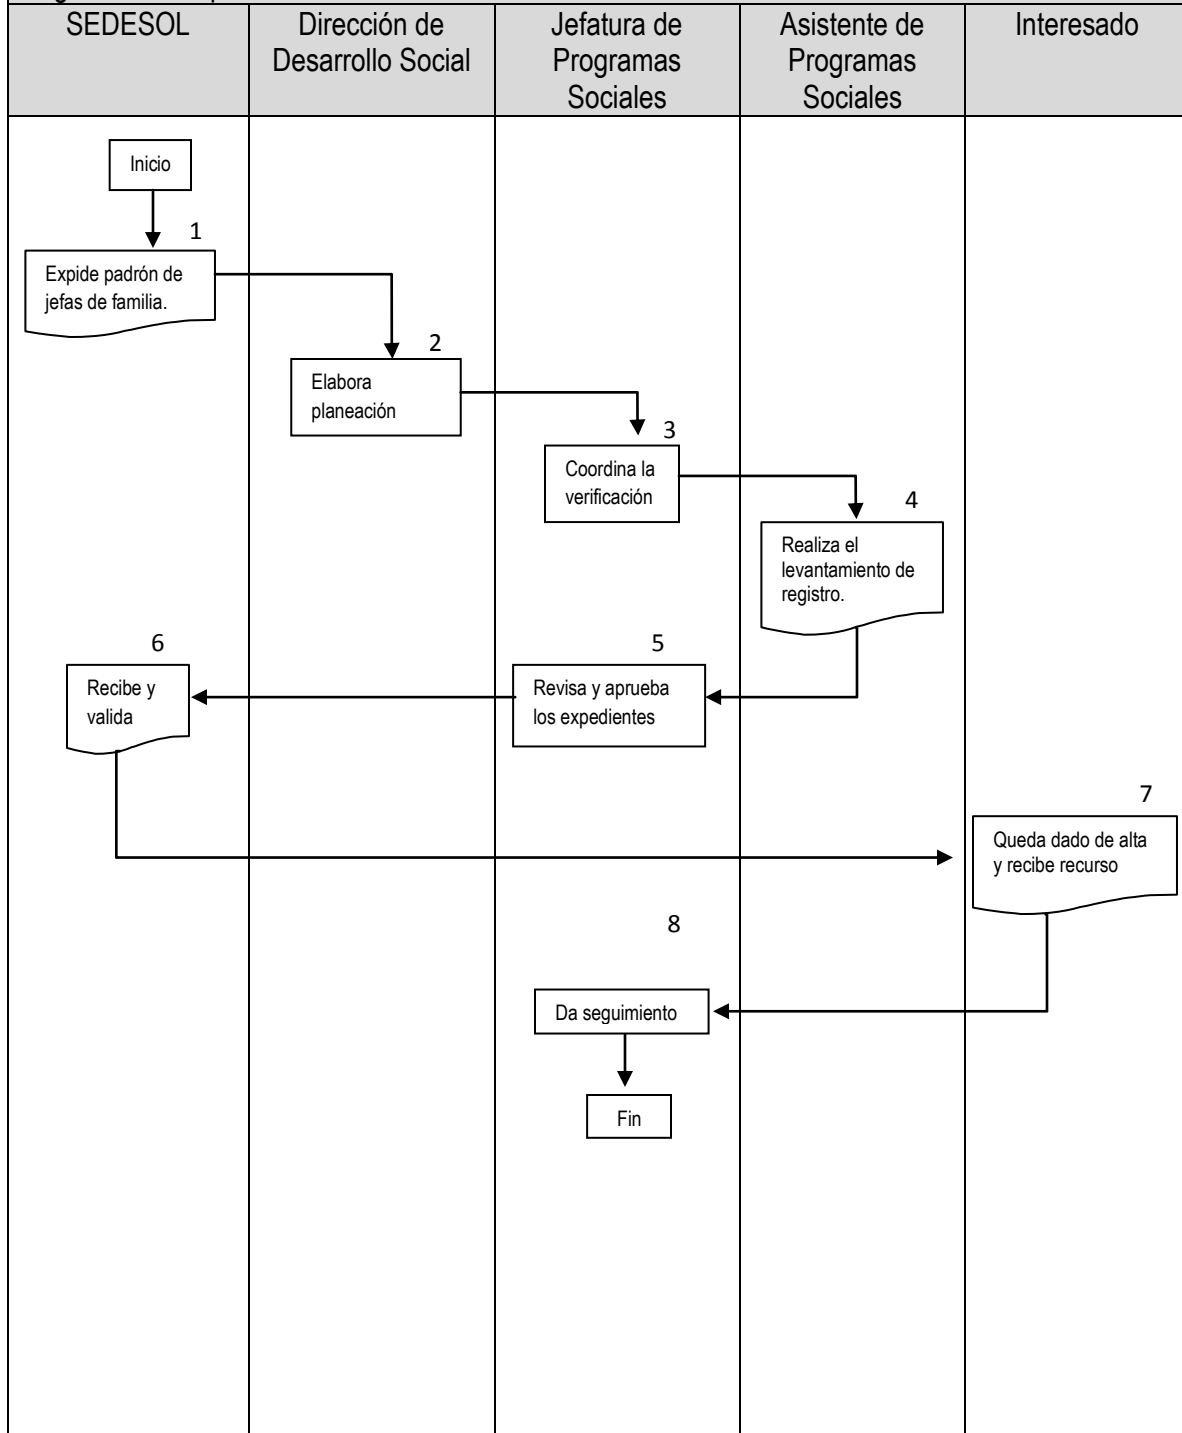 SEDESOL
Dirección de
Desarrollo Social
Jefatura de
Programas
Sociales
Asistente de
Programas
Sociales
Interesado
Inicio
1
Expide padrón de
jefas de familia.
2
Elabora
planeación
3
Coordina la
verificación
4
Realiza el
levantamiento de
registro.
5
Revisa y aprueba
los expedientes
6
Recibe y
valida
7
Queda dado de alta
y recibe recurso
8
Da seguimiento
Fin